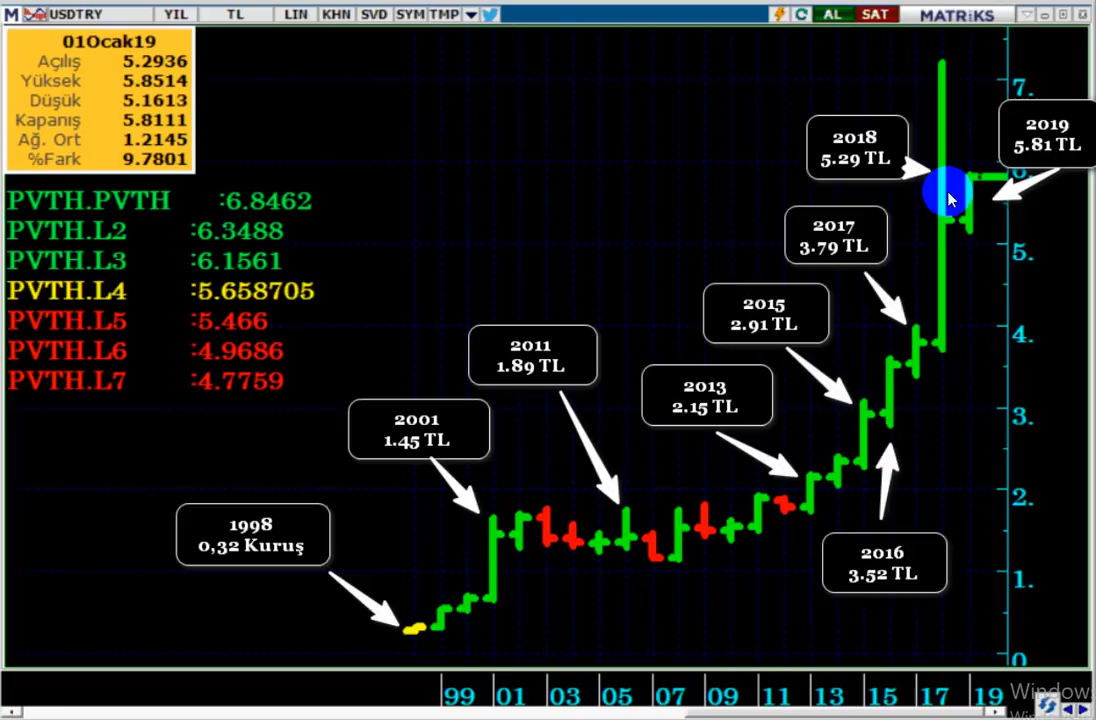 M USDTRY YIL TL LIN KHN SVD SYM TMP AL SAT MATRiKS
01Ocak19
Açılış 5.2936
Yüksek 5.8514
Düşük 5.1613
Kapanış 5.8111
Ağ. Ort 1.2145
%Fark 9.7801
PVTH.PVTH :6.8462
PVTH.L2 :6.3488
PVTH.L3 :6.1561
PVTH.L4 :5.658705
PVTH.L5 :5.466
PVTH.L6 :4.9686
PVTH.L7 :4.7759
1998
0,32 Kuruş
2001
1.45 TL
2011
1.89 TL
2013
2.15 TL
2015
2.91 TL
2016
3.52 TL
2017
3.79 TL
2018
5.29 TL
2019
5.81 TL
7.
5.
4.
3.
2.
1.
0
99 01 03 05 07 09 11 13 15 17 19
Window